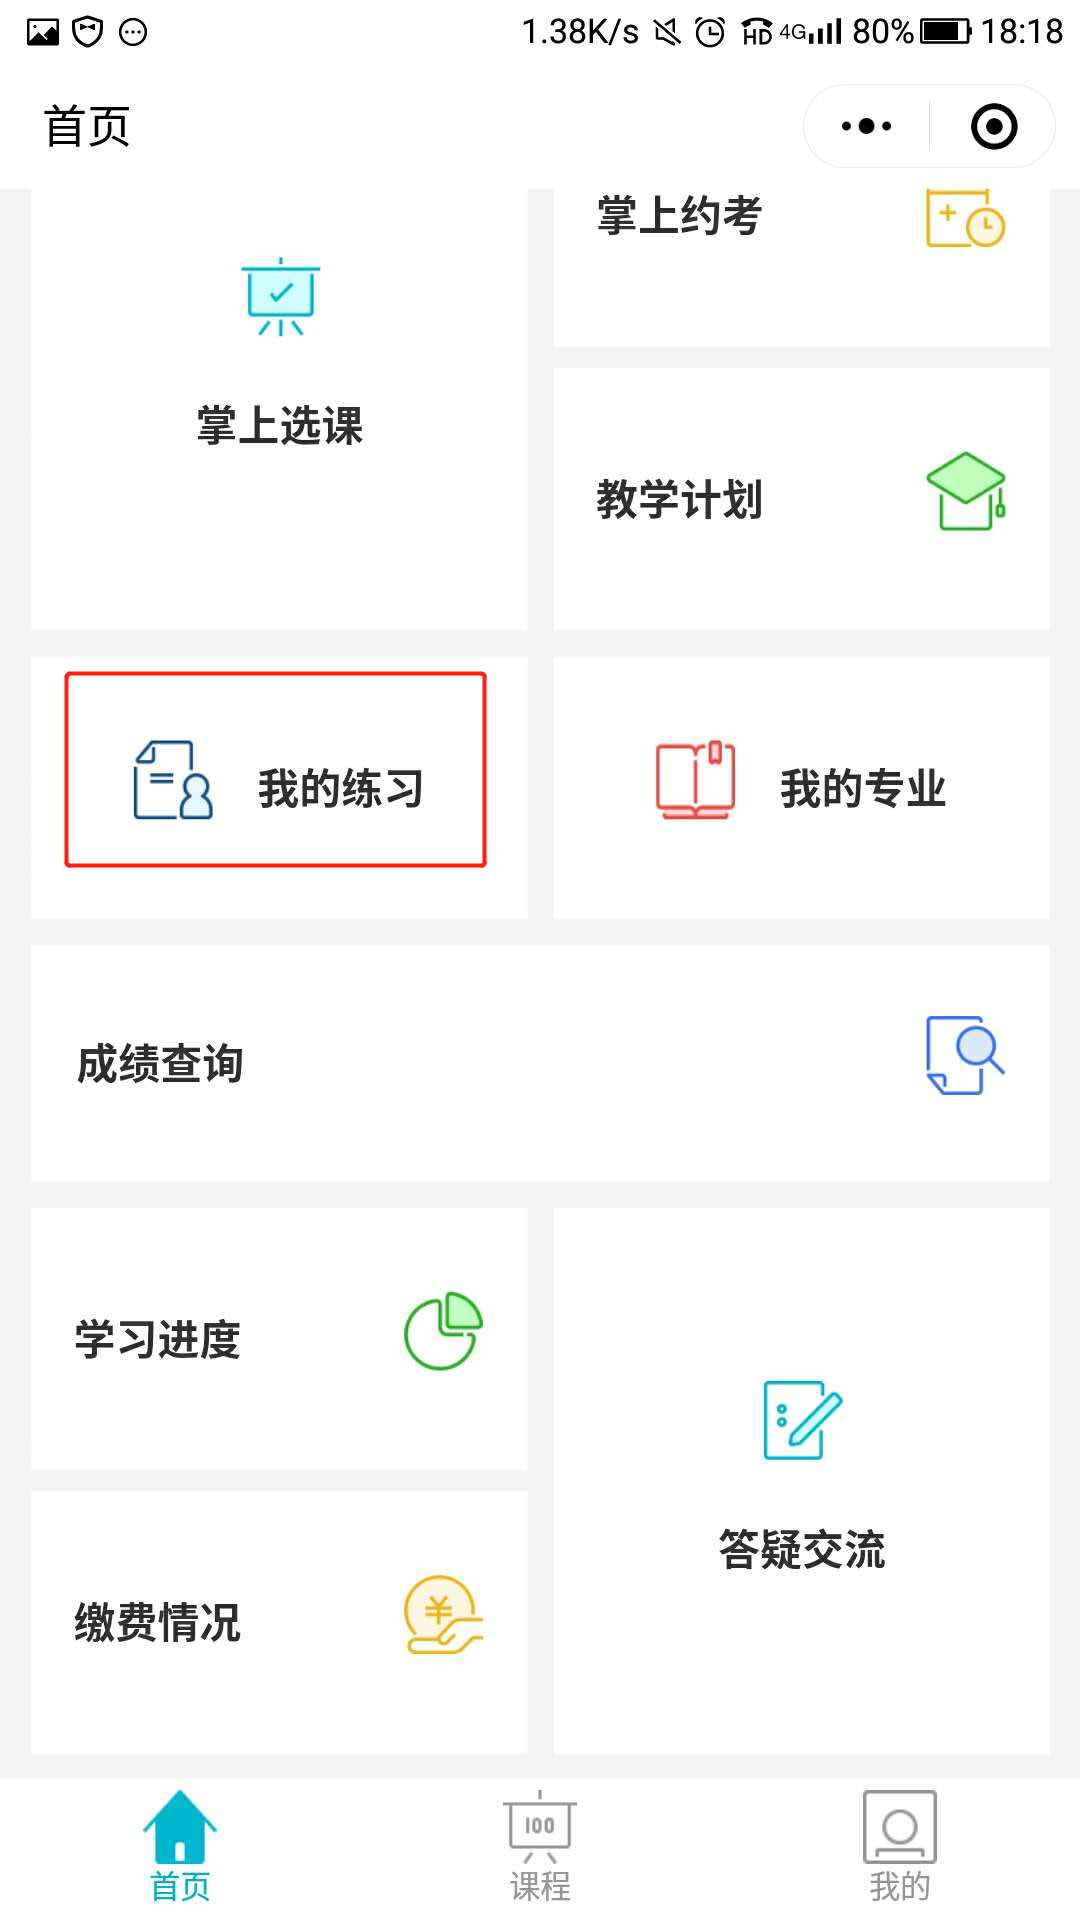 1.38K/s HD 4G 80% 18:18
首页
掌上约考
掌上选课
教学计划
我的练习
我的专业
成绩查询
学习进度
答疑交流
缴费情况
首页
100
课程
我的